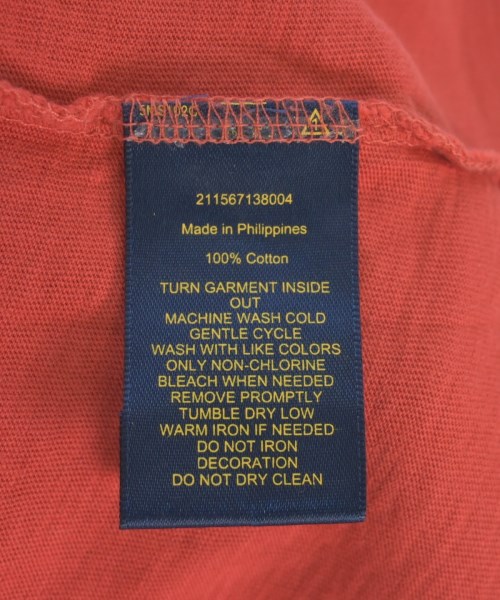 211567138004
Made in Philippines
100% Cotton
TURN GARMENT INSIDE
OUT
MACHINE WASH COLD
GENTLE CYCLE
WASH WITH LIKE COLORS
ONLY NON-CHLORINE
BLEACH WHEN NEEDED
REMOVE PROMPTLY
TUMBLE DRY LOW
WARM IRON IF NEEDED
DO NOT IRON
DECORATION
DO NOT DRY CLEAN